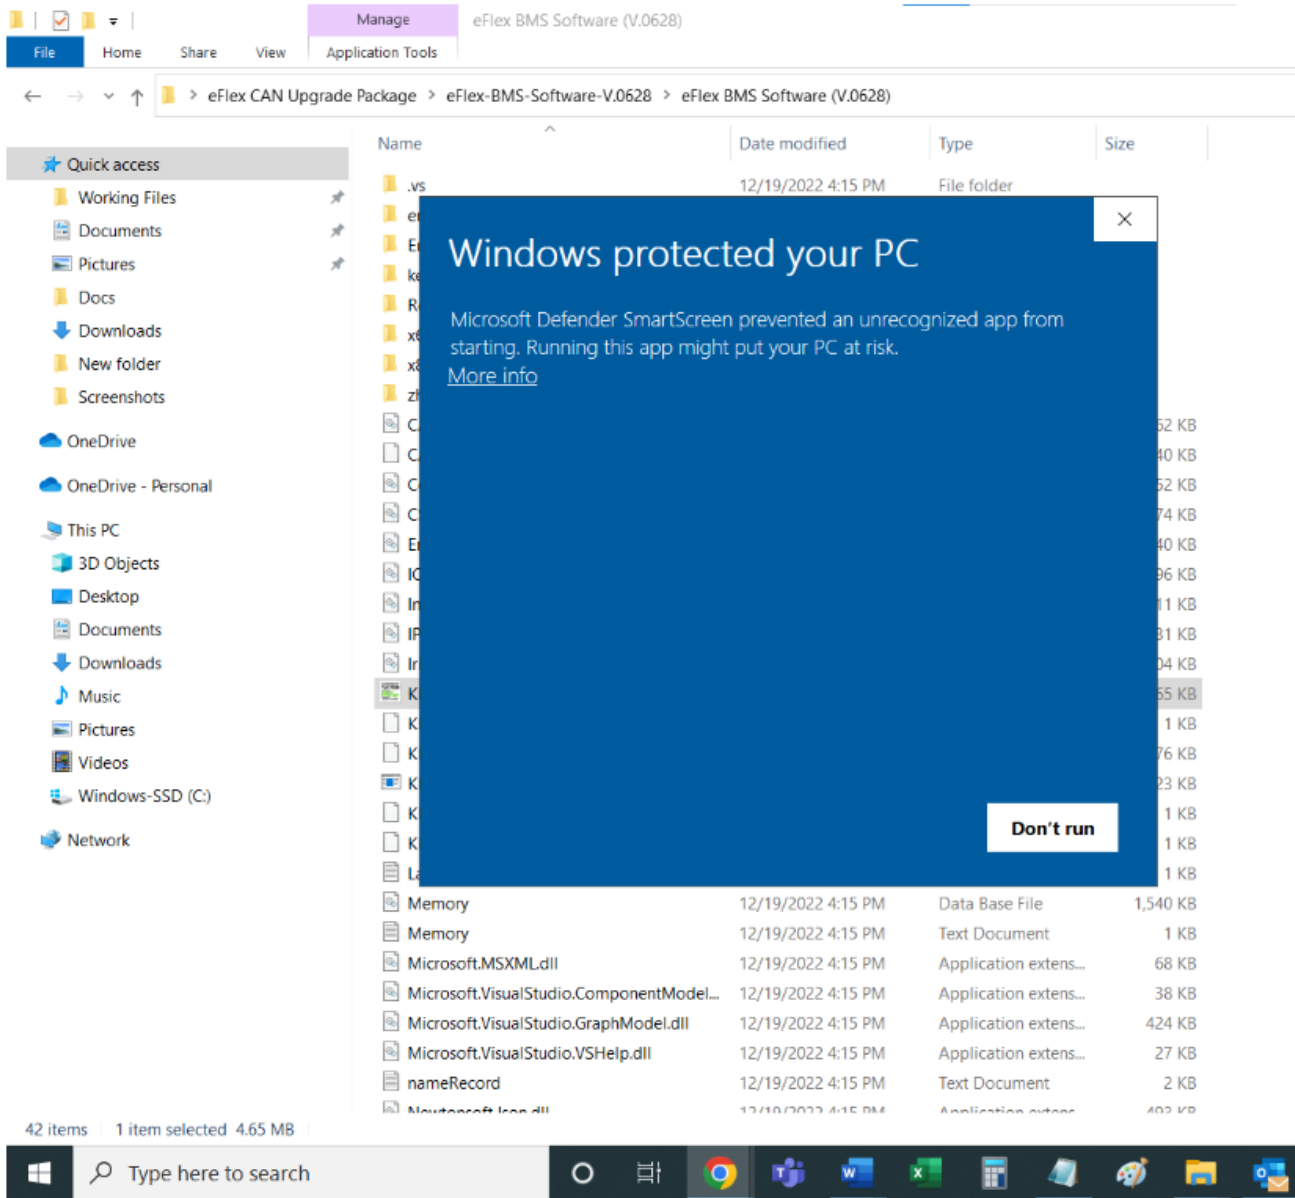 Manage
eFlex BMS Software (V.0628)
File
Home
Share
View
Application Tools
eFlex CAN Upgrade Package > eFlex-BMS-Software-V.0628 > eFlex BMS Software (V.0628)
Name
Date modified
Type
Size
Quick access
Working Files
Documents
Pictures
Docs
Downloads
New folder
Screenshots
OneDrive
OneDrive - Personal
This PC
3D Objects
Desktop
Documents
Downloads
Music
Pictures
Videos
Windows-SSD (C:)
Network
.vs 12/19/2022 4:15 PM File folder
Windows protected your PC
Microsoft Defender SmartScreen prevented an unrecognized app from
starting. Running this app might put your PC at risk.
More info
Don't run
1 KB
1 KB
1 KB
1 KB
Memory 12/19/2022 4:15 PM Data Base File 1,540 KB
Memory 12/19/2022 4:15 PM Text Document 1 KB
Microsoft.MSXML.dll 12/19/2022 4:15 PM Application extens... 68 KB
Microsoft.VisualStudio.ComponentModel... 12/19/2022 4:15 PM Application extens... 38 KB
Microsoft.VisualStudio.GraphModel.dll 12/19/2022 4:15 PM Application extens... 424 KB
Microsoft.VisualStudio.VSHelp.dll 12/19/2022 4:15 PM Application extens... 27 KB
nameRecord 12/19/2022 4:15 PM Text Document 2 KB
42 items 1 item selected 4.65 MB
Type here to search